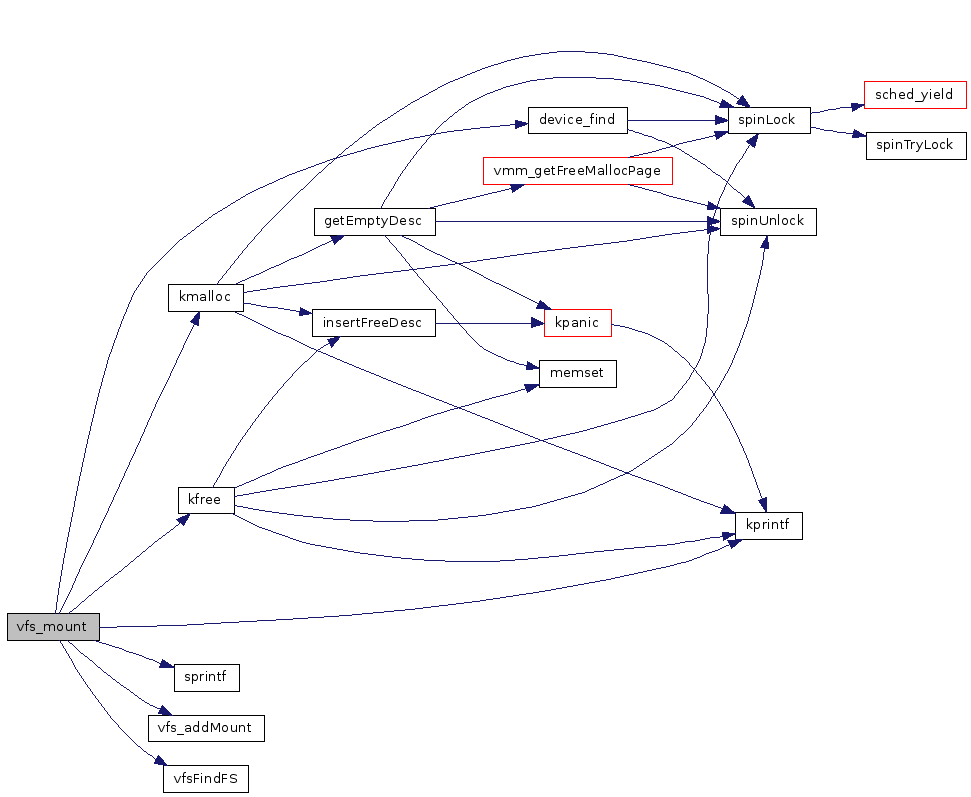 sched_yield
device_find
spinLock
spinTryLock
vmm_getFreeMallocPage
getEmptyDesc
spinUnlock
kmalloc
insertFreeDesc
kpanic
memset
kfree
kprintf
vfs_mount
sprintf
vfs_addMount
vfsFindFS